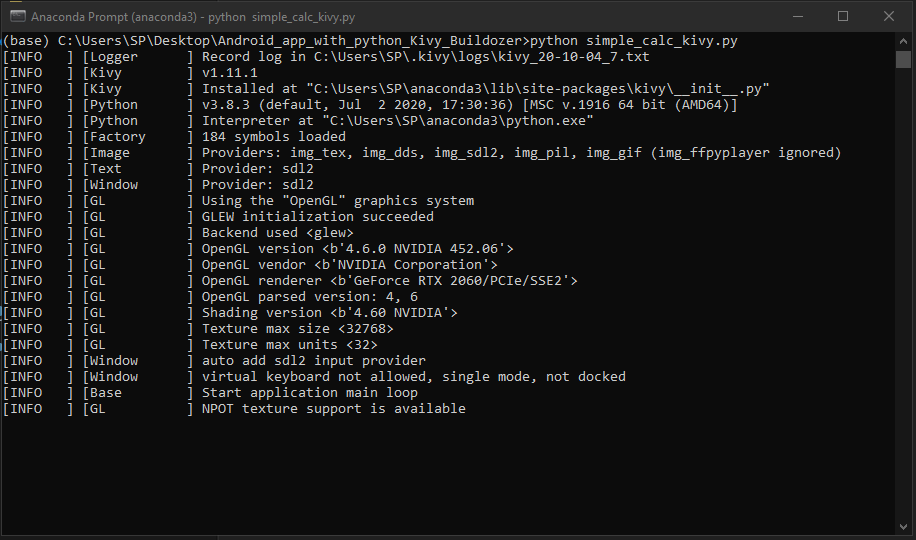 Anaconda Prompt (anaconda3) - python  simple_calc_kivy.py
(base) C:\Users\SP\Desktop\Android_app_with_python_Kivy_Buildozer>python simple_calc_kivy.py
[INFO   ] [Logger      ] Record log in C:\Users\SP\.kivy\logs\kivy_20-10-04_7.txt
[INFO   ] [Kivy        ] v1.11.1
[INFO   ] [Kivy        ] Installed at "C:\Users\SP\anaconda3\lib\site-packages\kivy\__init__.py"
[INFO   ] [Python      ] v3.8.3 (default, Jul  2 2020, 17:30:36) [MSC v.1916 64 bit (AMD64)]
[INFO   ] [Python      ] Interpreter at "C:\Users\SP\anaconda3\python.exe"
[INFO   ] [Factory     ] 184 symbols loaded
[INFO   ] [Image       ] Providers: img_tex, img_dds, img_sdl2, img_pil, img_gif (img_ffpyplayer ignored)
[INFO   ] [Text        ] Provider: sdl2
[INFO   ] [Window      ] Provider: sdl2
[INFO   ] [GL          ] Using the "OpenGL" graphics system
[INFO   ] [GL          ] GLEW initialization succeeded
[INFO   ] [GL          ] Backend used <glew>
[INFO   ] [GL          ] OpenGL version <b'4.6.0 NVIDIA 452.06'>
[INFO   ] [GL          ] OpenGL vendor <b'NVIDIA Corporation'>
[INFO   ] [GL          ] OpenGL renderer <b'GeForce RTX 2060/PCIe/SSE2'>
[INFO   ] [GL          ] OpenGL parsed version: 4, 6
[INFO   ] [GL          ] Shading version <b'4.60 NVIDIA'>
[INFO   ] [GL          ] Texture max size <32768>
[INFO   ] [GL          ] Texture max units <32>
[INFO   ] [Window      ] auto add sdl2 input provider
[INFO   ] [Window      ] virtual keyboard not allowed, single mode, not docked
[INFO   ] [Base        ] Start application main loop
[INFO   ] [GL          ] NPOT texture support is available